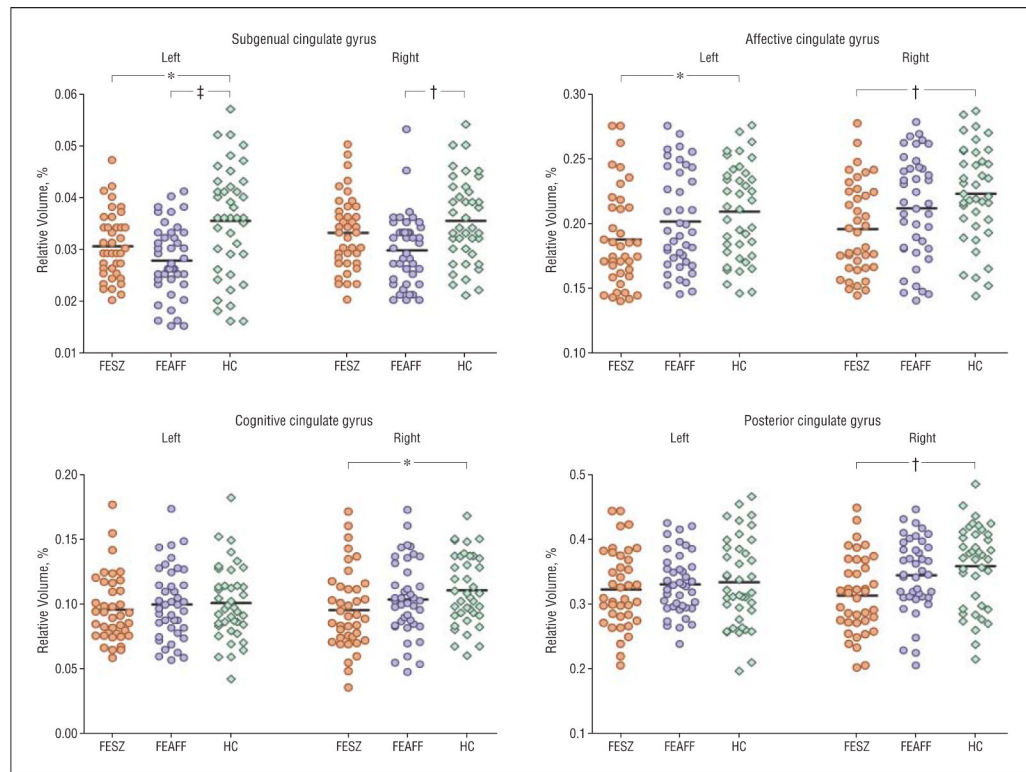 Subgenual cingulate gyrus
Left Right
* ‡ †
Relative Volume, %
0.06
0.05
0.04
0.03
0.02
0.01
FESZ FEAFF HC FESZ FEAFF HC
Affective cingulate gyrus
Left Right
* †
Relative Volume, %
0.30
0.25
0.20
0.15
0.10
FESZ FEAFF HC FESZ FEAFF HC
Cognitive cingulate gyrus
Left Right
*
Relative Volume, %
0.20
0.15
0.10
0.05
0.00
FESZ FEAFF HC FESZ FEAFF HC
Posterior cingulate gyrus
Left Right
†
Relative Volume, %
0.5
0.4
0.3
0.2
0.1
FESZ FEAFF HC FESZ FEAFF HC